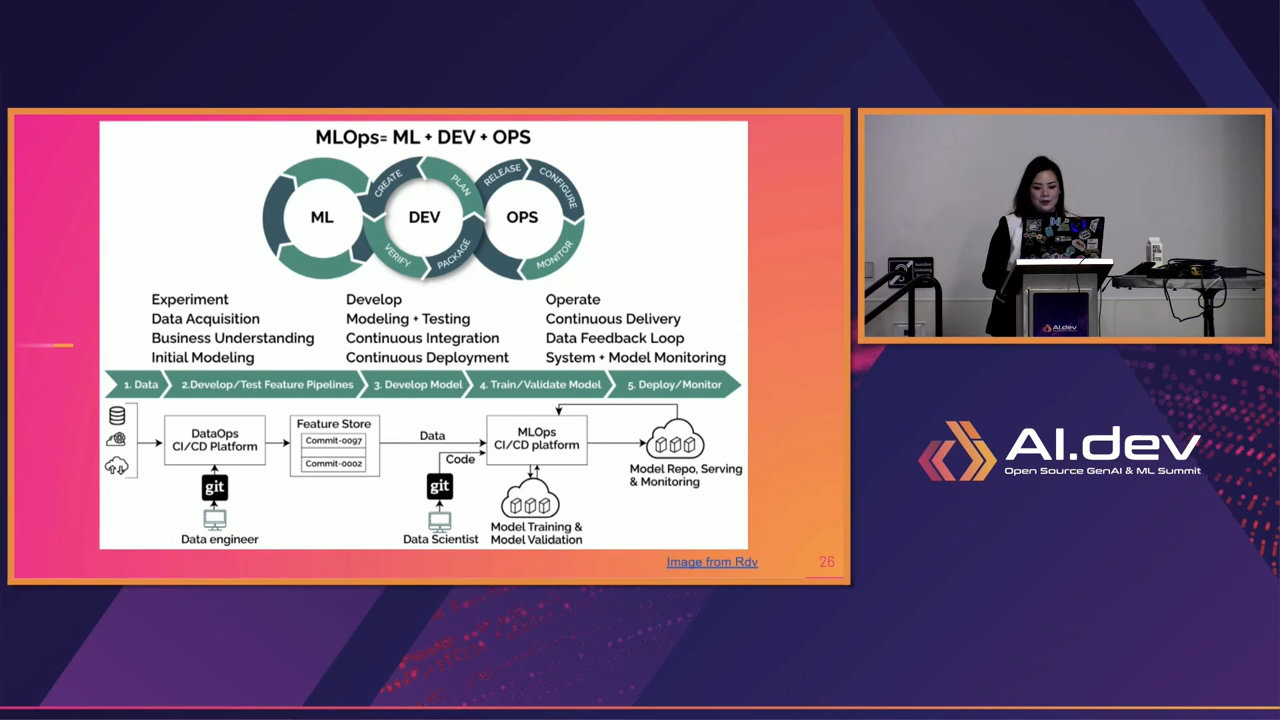 MLOps= ML + DEV + OPS
ML
DEV
OPS
CREATE
PLAN
VERIFY
PACKAGE
RELEASE
CONFIGURE
MONITOR
Experiment
Data Acquisition
Business Understanding
Initial Modeling
Develop
Modeling + Testing
Continuous Integration
Continuous Deployment
Operate
Continuous Delivery
Data Feedback Loop
System + Model Monitoring
1. Data
2.Develop/Test Feature Pipelines
3. Develop Model
4. Train/Validate Model
5. Deploy/Monitor
DataOps
CI/CD Platform
Feature Store
Commit-0097
Commit-0002
Data
Code
MLOps
CI/CD platform
Model Repo, Serving
& Monitoring
git
git
Data engineer
Data Scientist
Model Training &
Model Validation
Image from Rdv
26
AI.dev
AI.dev
Open Source GenAI & ML Summit